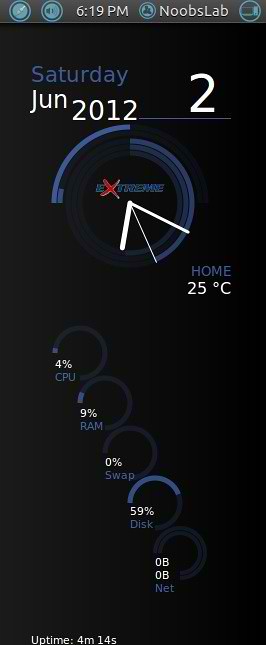 6:19 PM NoobsLab
Saturday
Jun 2012 2
EXTREME
HOME
25 °C
4%
CPU
9%
RAM
0%
Swap
59%
Disk
0B
0B
Net
Uptime: 4m 14s